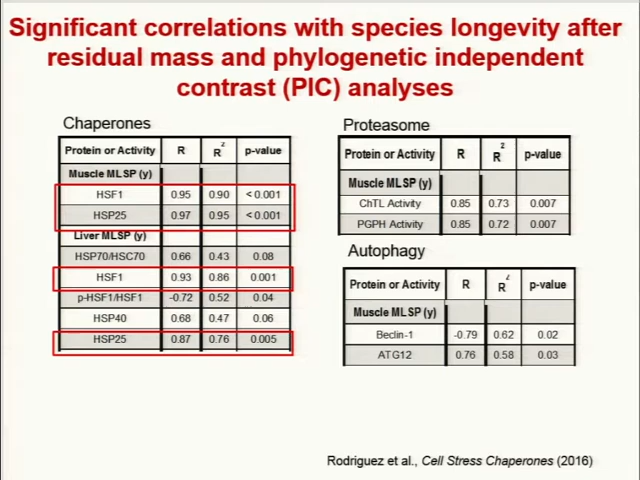 Significant correlations with species longevity after
residual mass and phylogenetic independent
contrast (PIC) analyses
Chaperones
Protein or Activity R R² p-value
Muscle MLSP (y)
HSF1 0.95 0.90 < 0.001
HSP25 0.97 0.95 < 0.001
Liver MLSP (y)
HSP70/HSC70 0.66 0.43 0.08
HSF1 0.93 0.86 0.001
p-HSF1/HSF1 -0.72 0.52 0.04
HSP40 0.68 0.47 0.06
HSP25 0.87 0.76 0.005
Proteasome
Protein or Activity R R² p-value
Muscle MLSP (y)
ChTL Activity 0.85 0.73 0.007
PGPH Activity 0.85 0.72 0.007
Autophagy
Protein or Activity R R² p-value
Muscle MLSP (y)
Beclin-1 -0.79 0.62 0.02
ATG12 0.76 0.58 0.03
Rodriguez et al., Cell Stress Chaperones (2016)